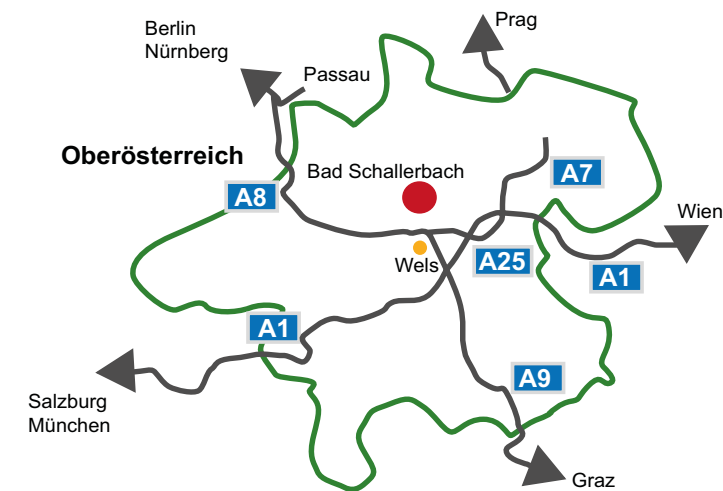 Prag
Berlin
Nürnberg
Passau
Oberösterreich
Bad Schallerbach
A7
A8
Wien
Wels
A25
A1
A1
A9
Salzburg
München
Graz